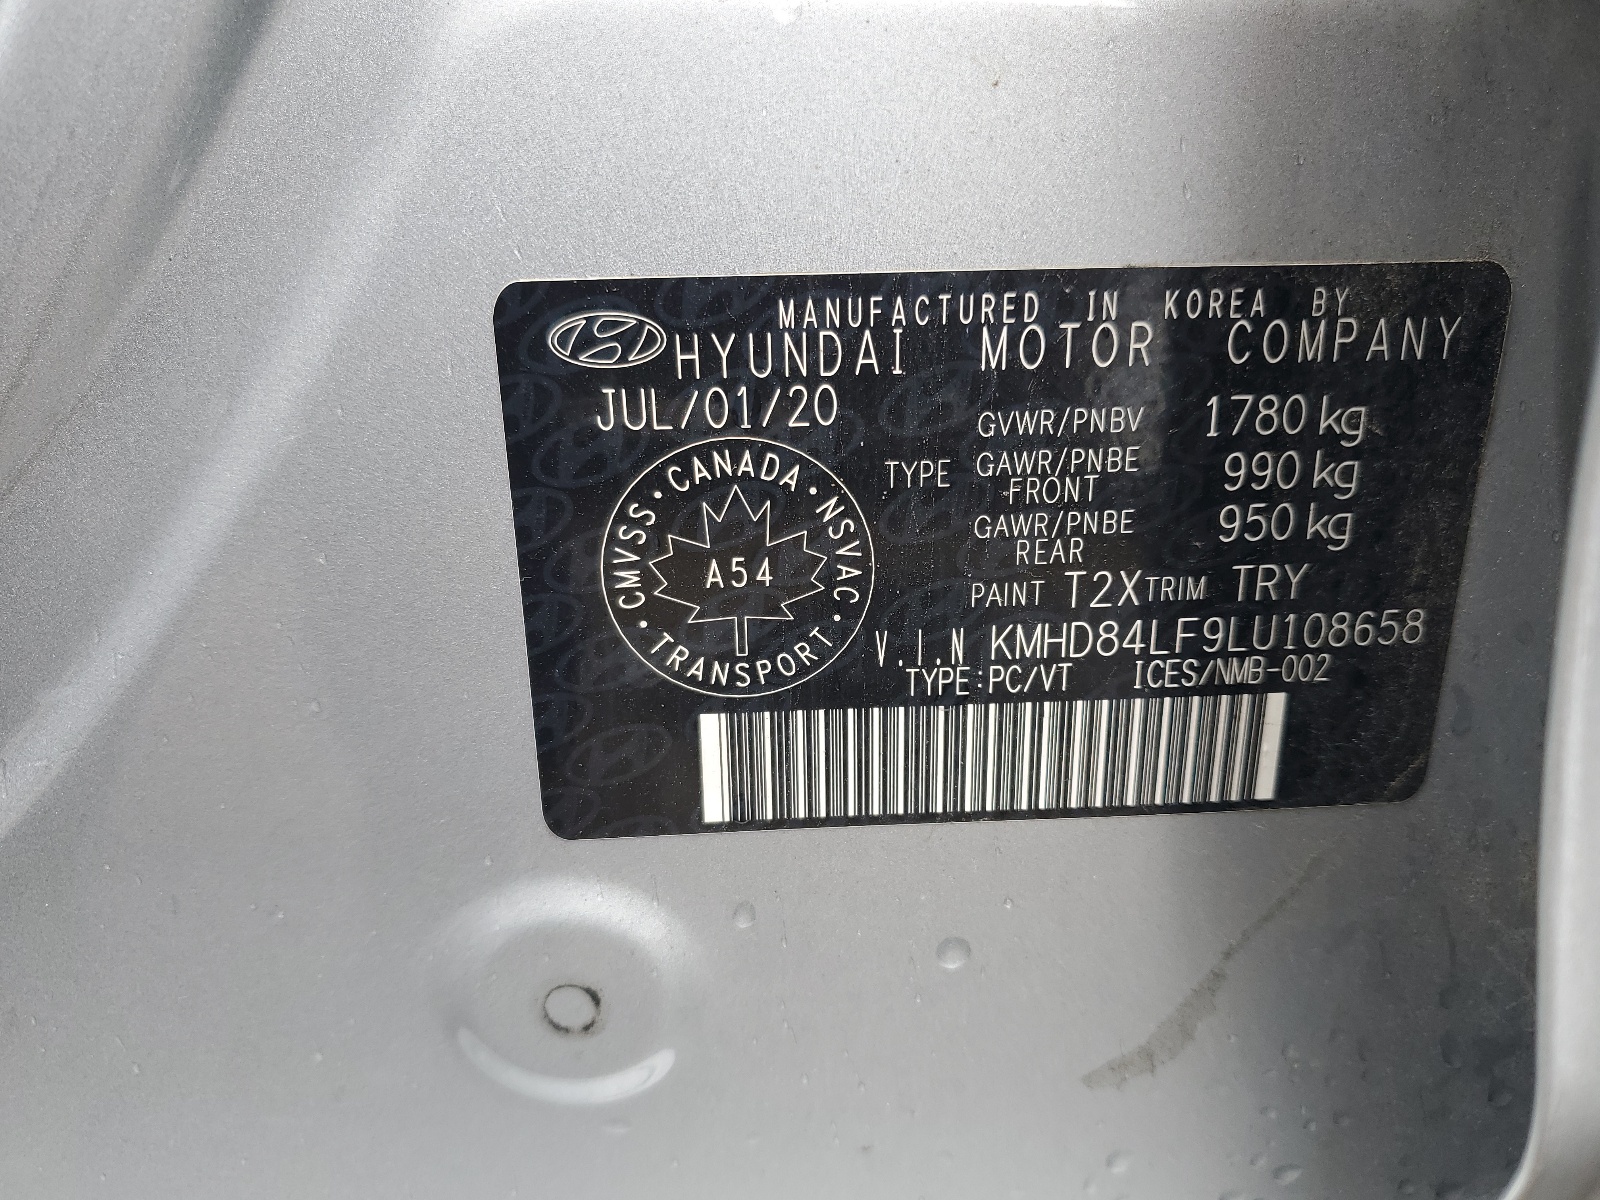 MANUFACTURED IN KOREA BY
HYUNDAI MOTOR COMPANY
JUL/01/20
GVWR/PNBV 1780 kg
TYPE GAWR/PNBE FRONT 990 kg
GAWR/PNBE REAR 950 kg
PAINT T2X TRIM TRY
V.I.N KMHD84LF9LU108658
TYPE:PC/VT ICES/NMB-002
CMVSS · CANADA · NSVAC · TRANSPORT ·
A54